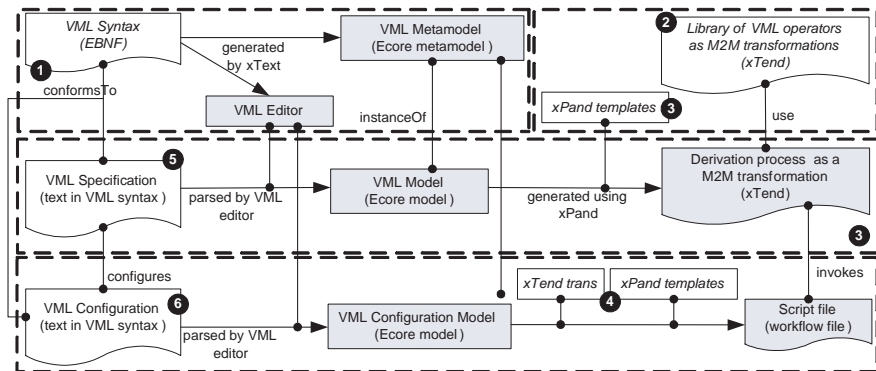 VML Syntax
(EBNF)
1
conformsTo
generated
by xText
VML Metamodel
(Ecore metamodel )
VML Editor
instanceOf
2
Library of VML operators
as M2M transformations
(xTend)
xPand templates
3
use
5
VML Specification
(text in VML syntax )
parsed by VML
editor
VML Model
(Ecore model)
generated using
xPand
Derivation process as a
M2M transformation
(xTend)
3
configures
invokes
VML Configuration
(text in VML syntax )
6
parsed by VML
editor
VML Configuration Model
(Ecore model)
xTend trans
4
xPand templates
Script file
(workflow file)